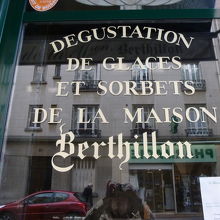 DEGUSTATION
DE GLACES
ET SORBETS
DE LA MAISON
Berthillon